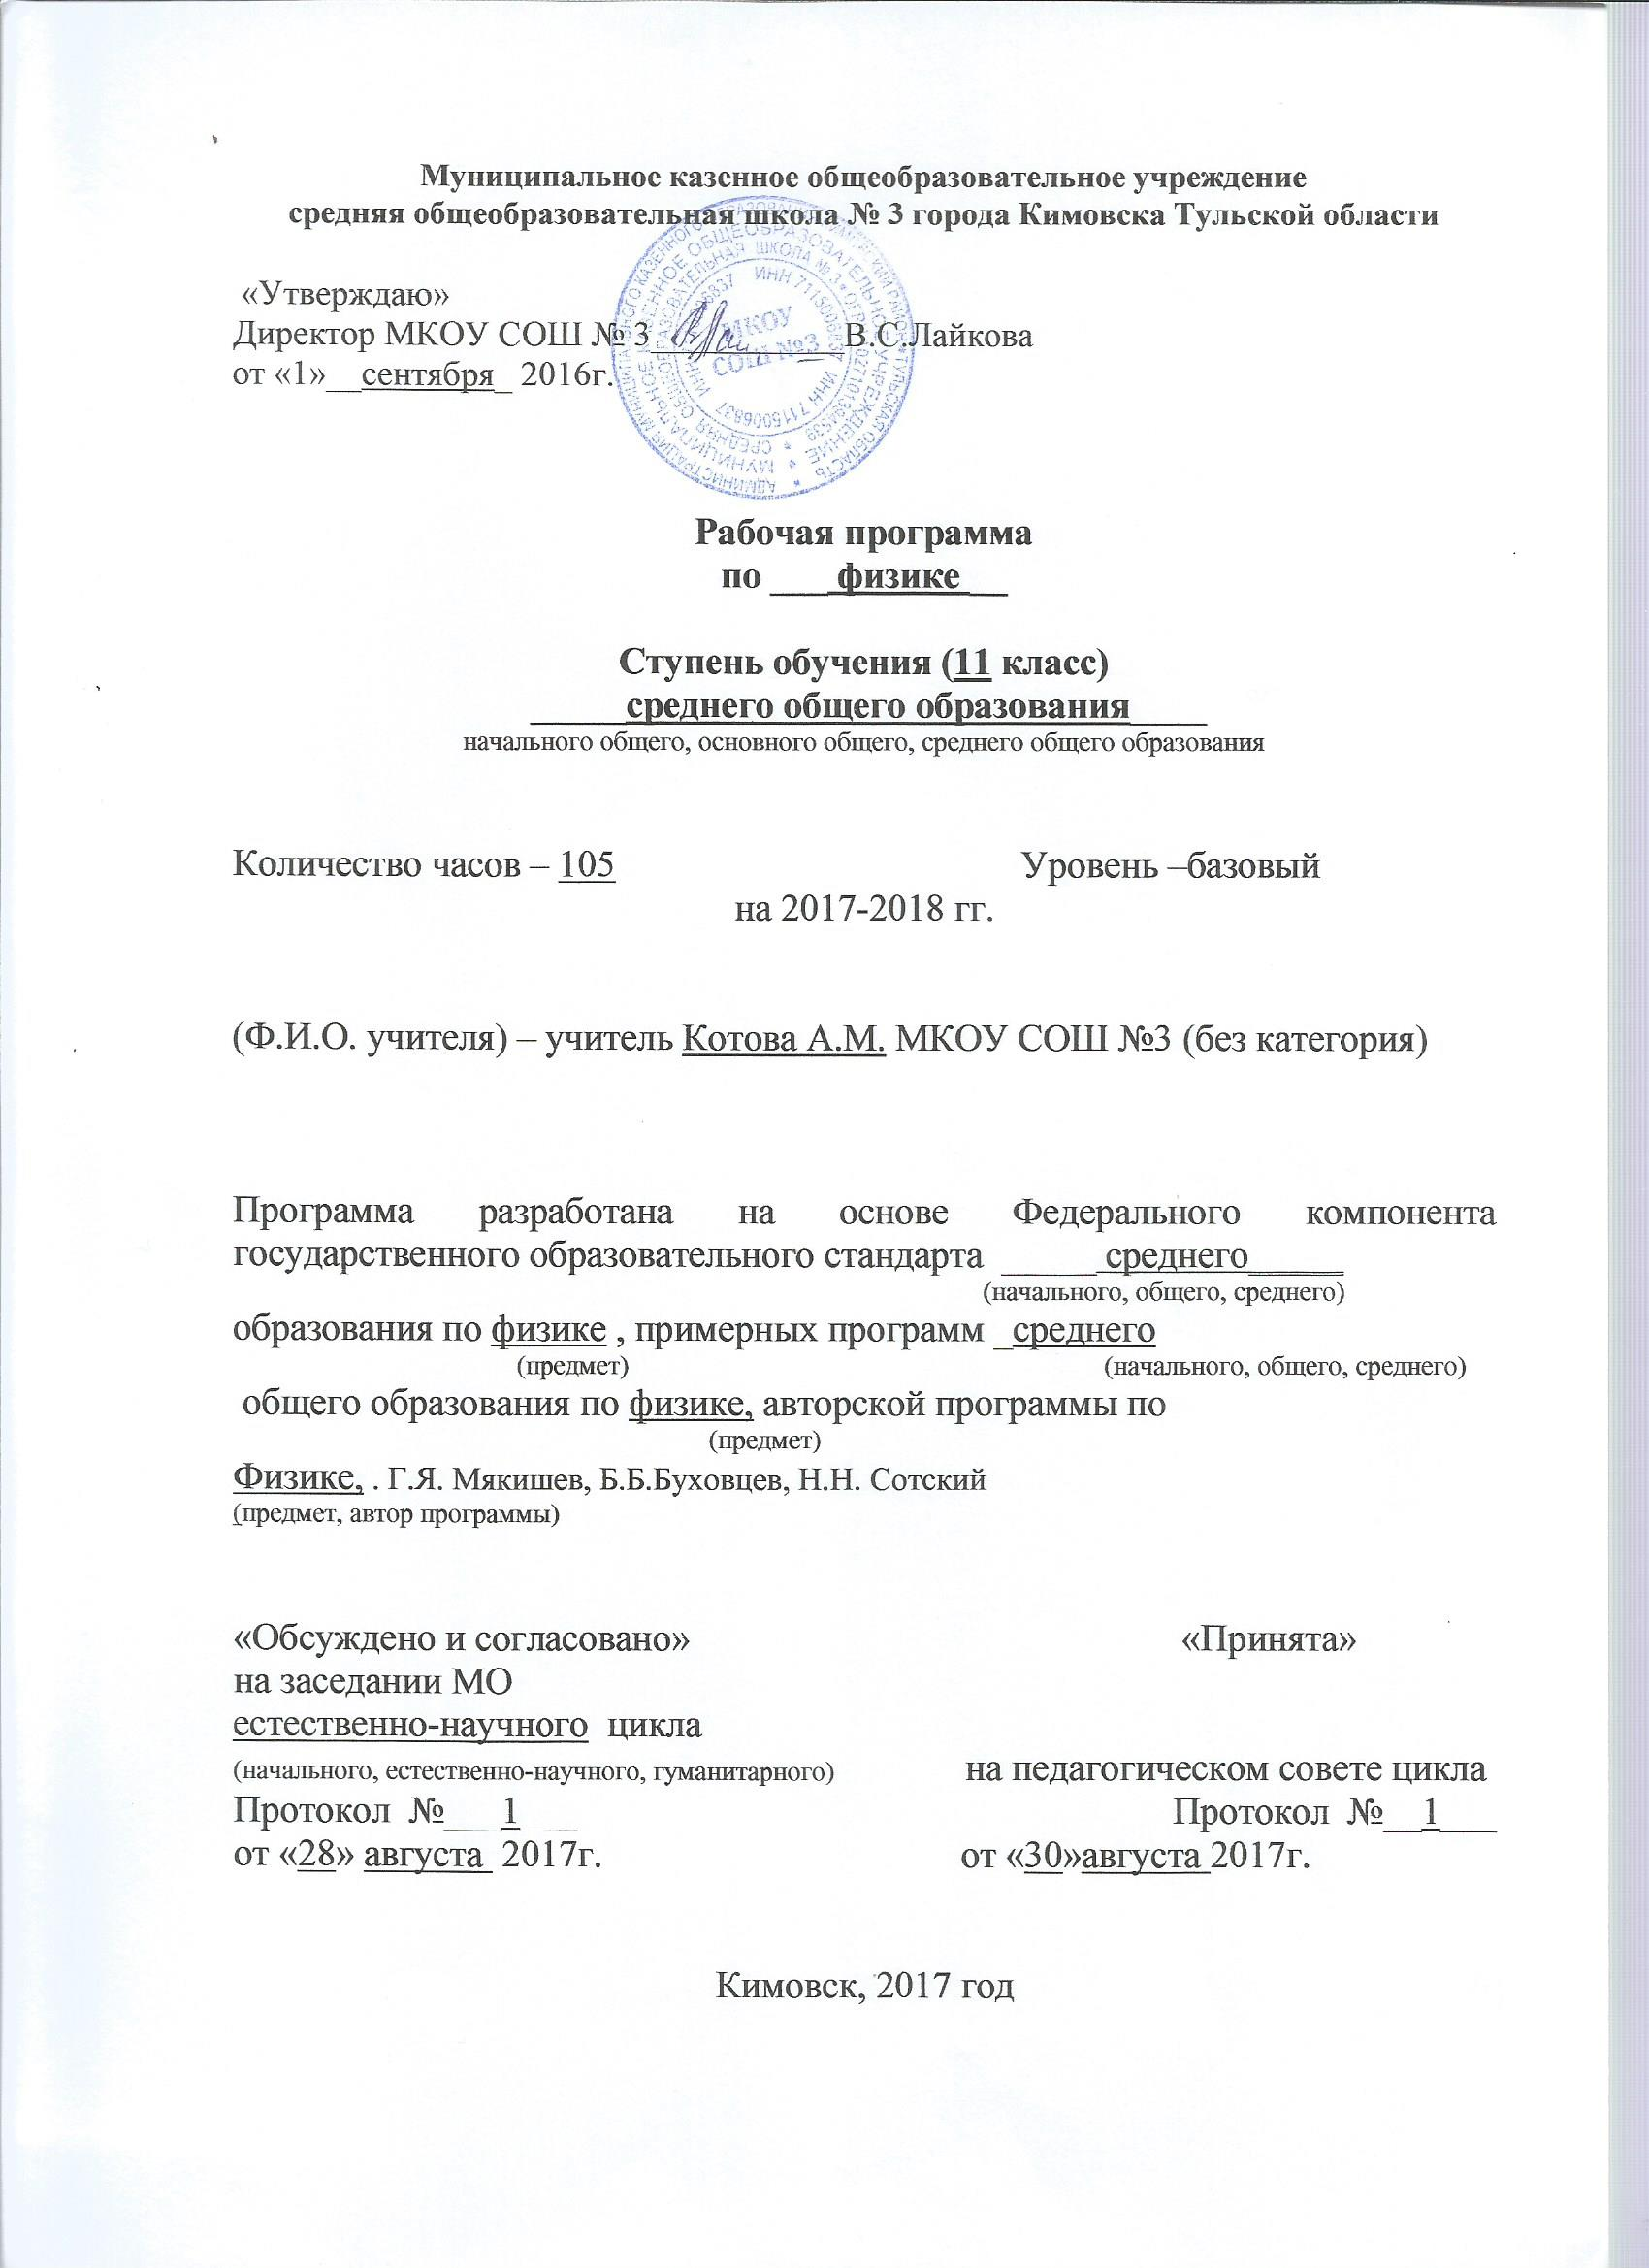 Муниципальное казенное общеобразовательное учреждение
средняя общеобразовательная школа № 3 города Кимовска Тульской области
«Утверждаю»
Директор МКОУ СОШ № 3____________В.С.Лайкова
от «1»__сентября_ 2016г.
МКОУ
СОШ №3
Рабочая программа
по ___физике__
Ступень обучения (11 класс)
_____среднего общего образования____
начального общего, основного общего, среднего общего образования
Количество часов – 105 Уровень –базовый
на 2017-2018 гг.
(Ф.И.О. учителя) – учитель Котова А.М. МКОУ СОШ №3 (без категория)
Программа разработана на основе Федерального компонента
государственного образовательного стандарта _____среднего_____
(начального, общего, среднего)
образования по физике , примерных программ _среднего
(предмет) (начального, общего, среднего)
общего образования по физике, авторской программы по
(предмет)
Физике, . Г.Я. Мякишев, Б.Б.Буховцев, Н.Н. Сотский
(предмет, автор программы)
«Обсуждено и согласовано» «Принята»
на заседании МО
естественно-научного цикла
(начального, естественно-научного, гуманитарного) на педагогическом совете цикла
Протокол №___1___ Протокол №__1___
от «28» августа 2017г. от «30»августа 2017г.
Кимовск, 2017 год